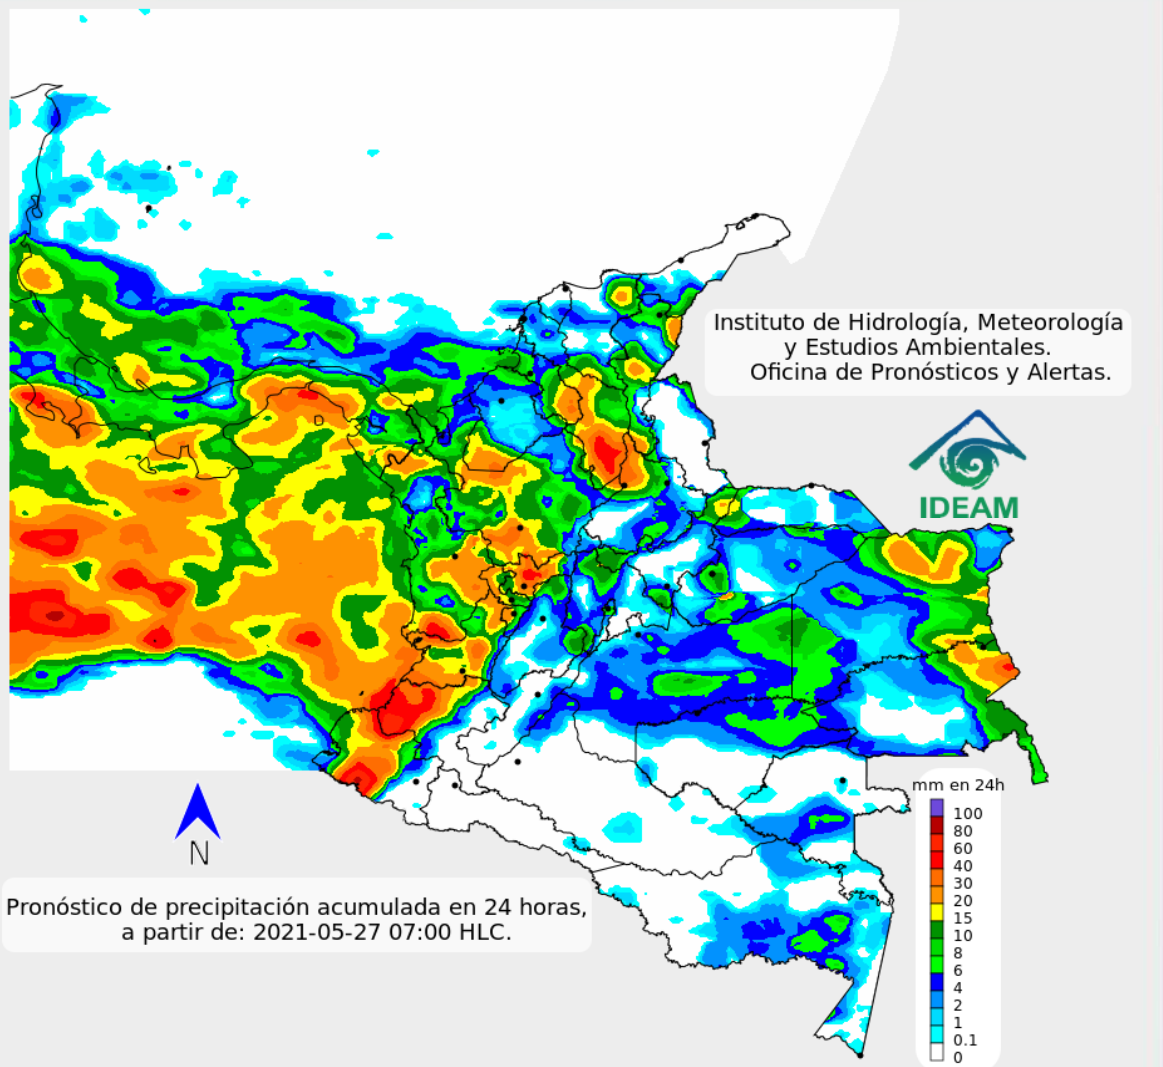 Instituto de Hidrología, Meteorología
y Estudios Ambientales.
Oficina de Pronósticos y Alertas.
IDEAM
mm en 24h
100
80
60
40
30
20
15
10
8
6
4
2
1
0.1
0
N
Pronóstico de precipitación acumulada en 24 horas,
a partir de: 2021-05-27 07:00 HLC.